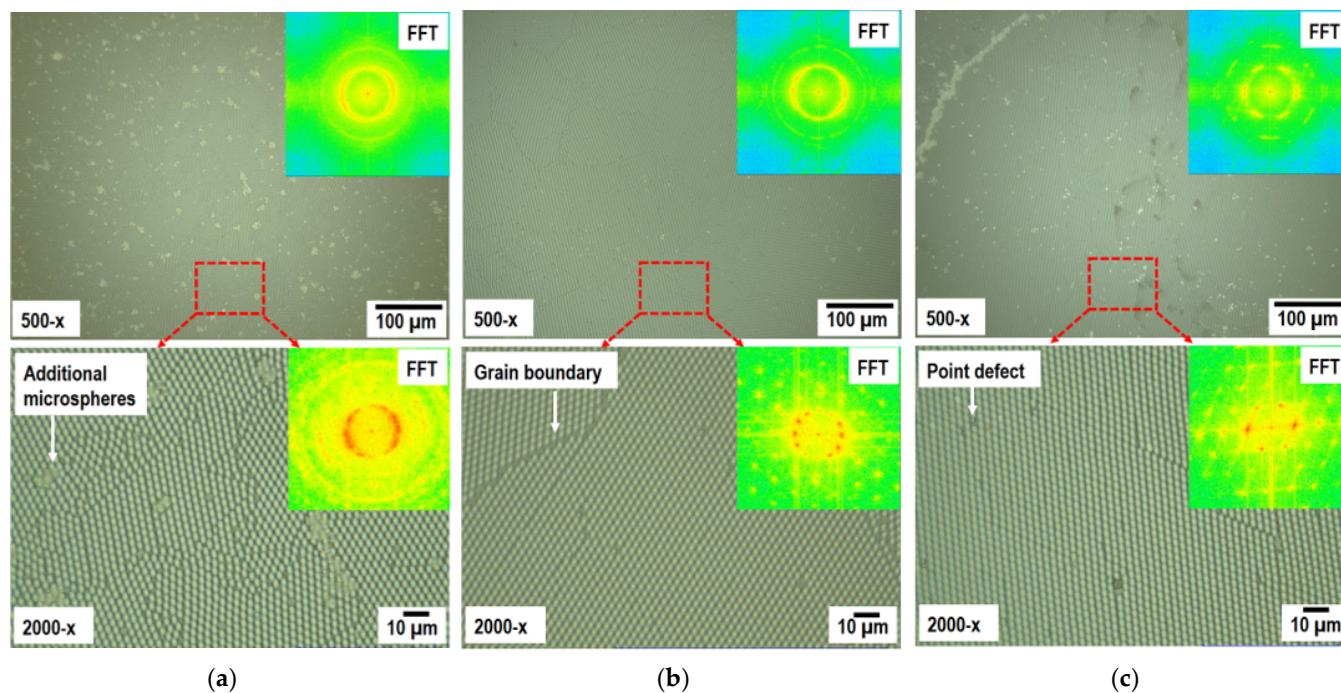 FFT
500-x
100 µm
FFT
500-x
100 µm
FFT
500-x
100 µm
Additional
microspheres
FFT
2000-x
10 µm
Grain boundary
FFT
2000-x
10 µm
Point defect
FFT
2000-x
10 µm
(a)
(b)
(c)